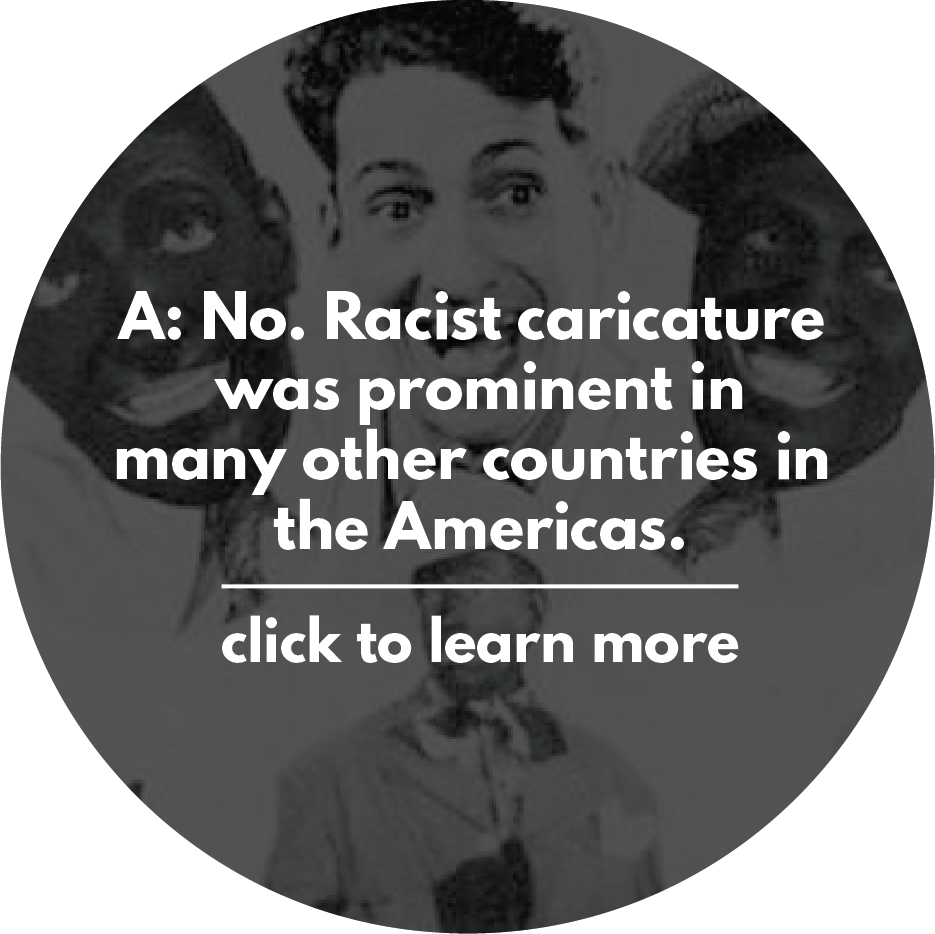 A: No. Racist caricature
was prominent in
many other countries in
the Americas.
click to learn more